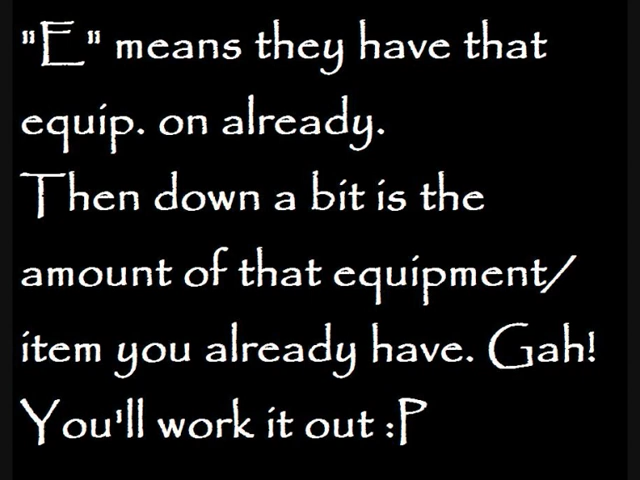 "E" means they have that
equip. on already.
Then down a bit is the
amount of that equipment/
item you already have. Gah!
You'll work it out :P